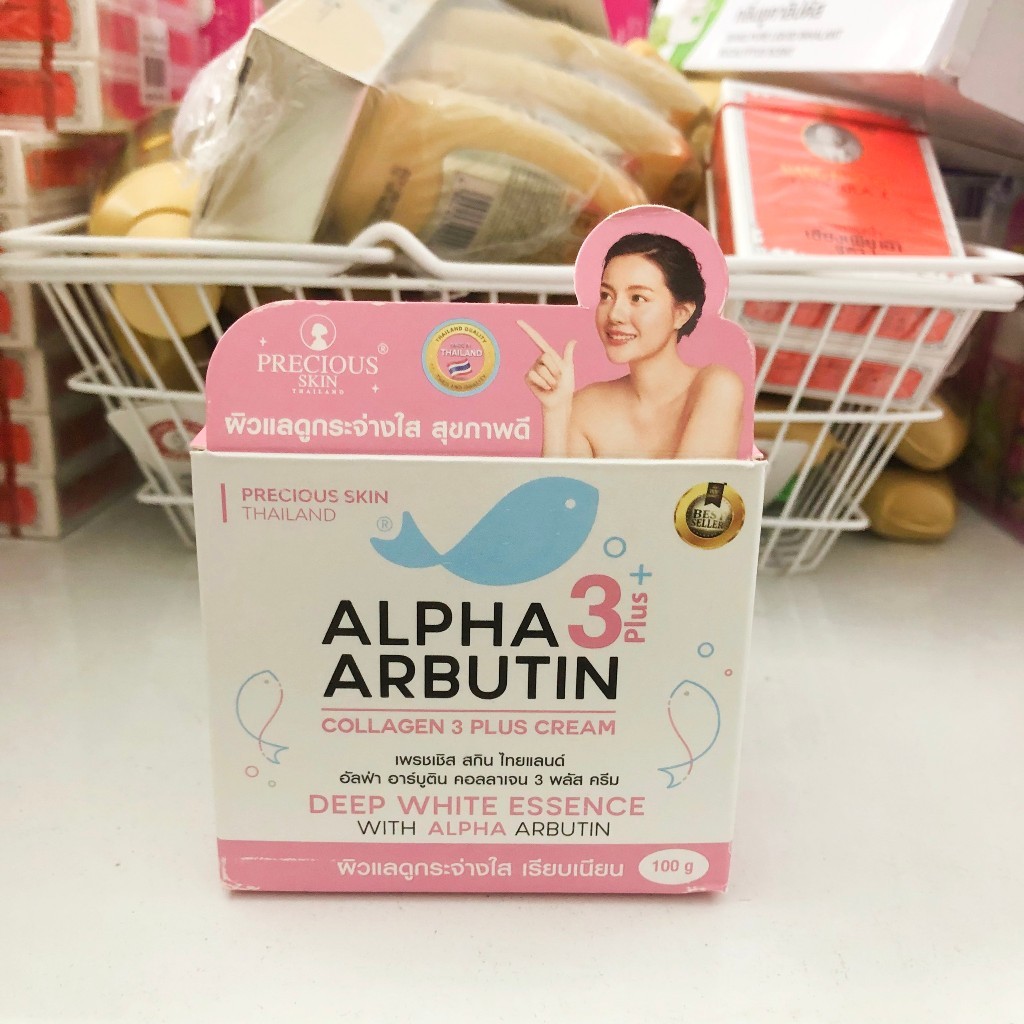 PRECIOUS ®
SKIN
THAILAND
THAILAND QUALITY
THAILAND
ผิวแลดูกระจ่างใส สุขภาพดี
PRECIOUS SKIN
THAILAND
®
BEST
SELLER
ALPHA 3 Plus+
ARBUTIN
COLLAGEN 3 PLUS CREAM
เพรชเชิส สกิน ไทยแลนด์
อัลฟ่า อาร์บูติน คอลลาเจน 3 พลัส ครีม
DEEP WHITE ESSENCE
WITH ALPHA ARBUTIN
ผิวแลดูกระจ่างใส เรียบเนียน 100 g